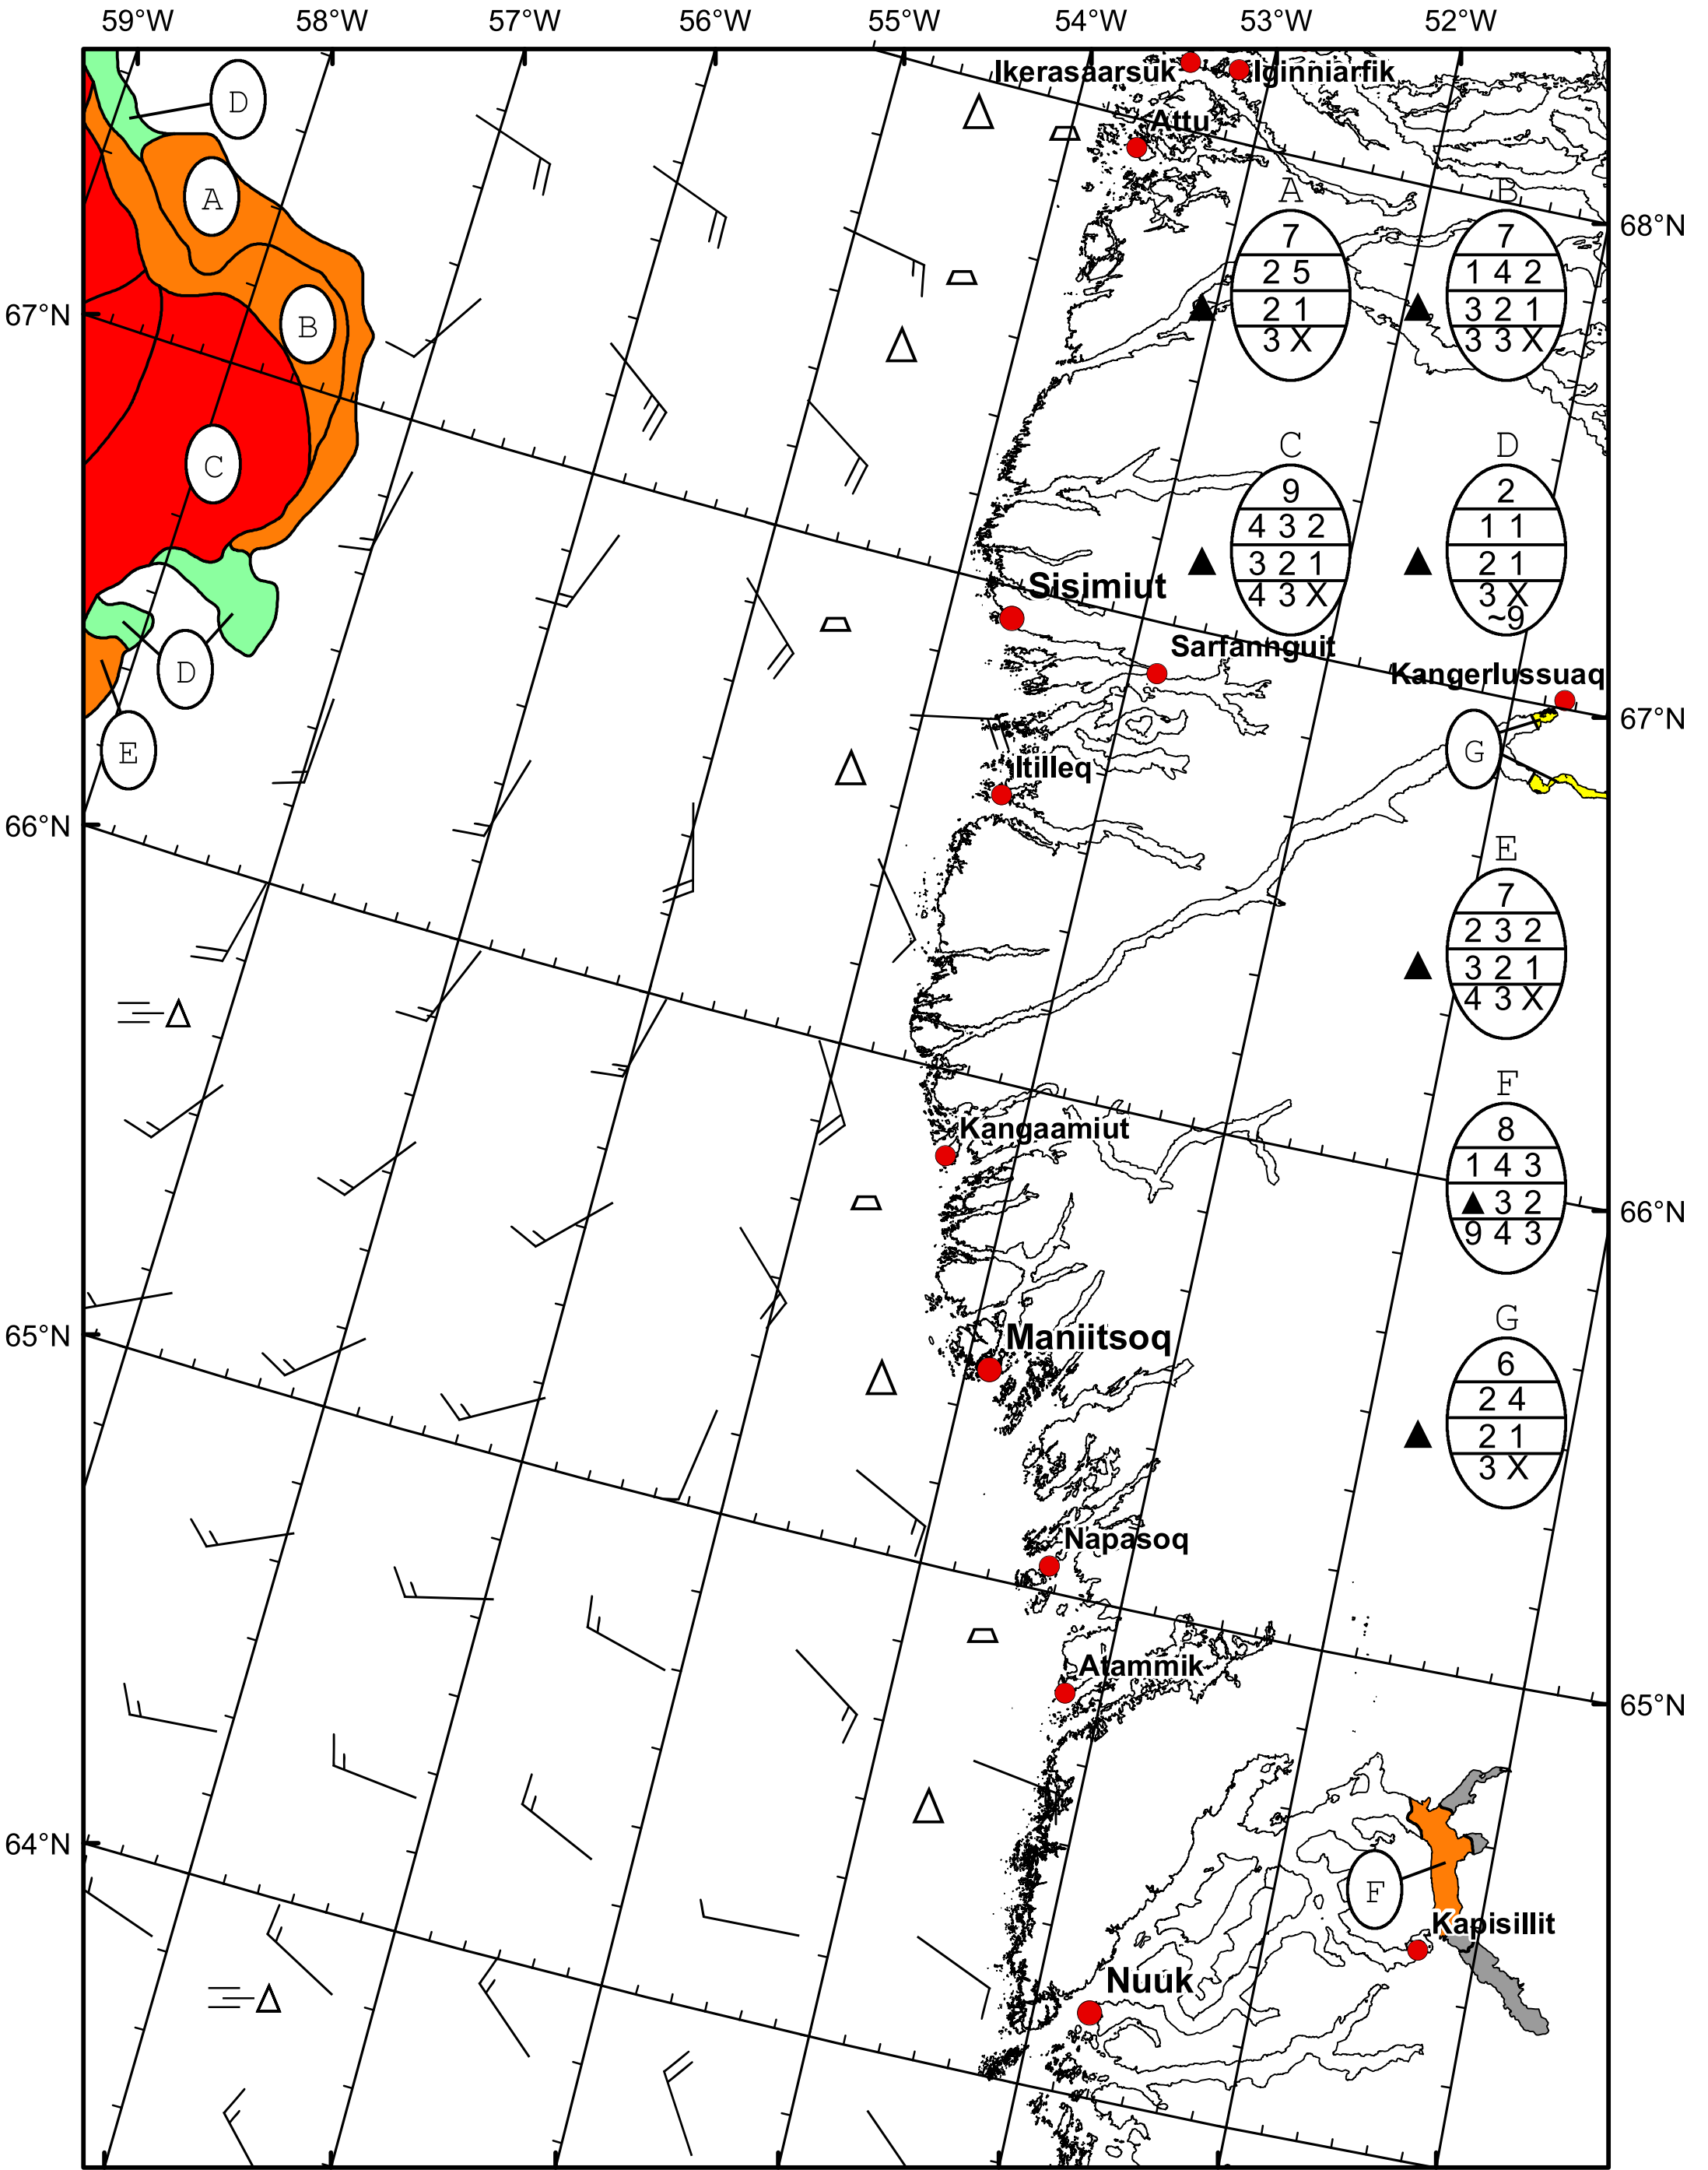 59°W 58°W 57°W 56°W 55°W 54°W 53°W 52°W
Ikerasaarsuk Iginniarfik
D
Attu
A
A B
68°N
7 7
2 5 1 4 2
2 1 3 2 1
3 X 3 3 X
67°N
B
C D
C
9 2
4 3 2 1 1
3 2 1 2 1
4 3 X 3 X
~9
Sisimiut
Sarfannguit
D
Kangerlussuaq
67°N
E
G
Itilleq
66°N
E
7
2 3 2
3 2 1
4 3 X
F
Kangaamiut
8
1 4 3
3 2
9 4 3
66°N
G
65°N
Maniitsoq
6
2 4
2 1
3 X
Napasoq
Atammik
65°N
64°N
F
Kapisillit
Nuuk